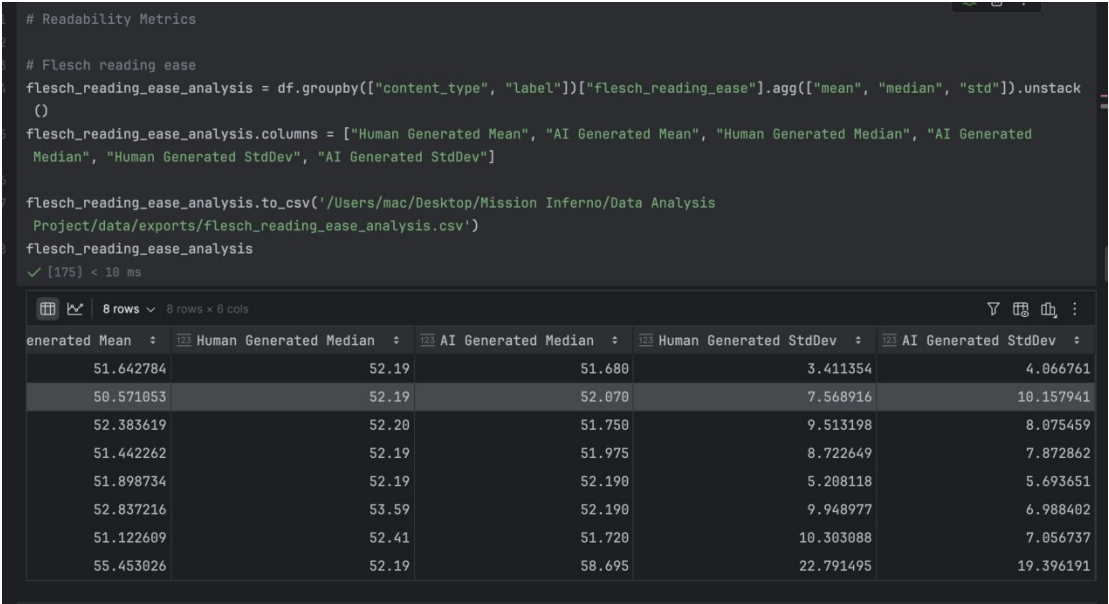 # Readability Metrics
# Flesch reading ease
flesch_reading_ease_analysis = df.groupby(["content_type", "label"])["flesch_reading_ease"].agg(["mean", "median", "std"]).unstack
()
flesch_reading_ease_analysis.columns = ["Human Generated Mean", "AI Generated Mean", "Human Generated Median", "AI Generated
Median", "Human Generated StdDev", "AI Generated StdDev"]
flesch_reading_ease_analysis.to_csv('/Users/mac/Desktop/Mission Inferno/Data Analysis
Project/data/exports/flesch_reading_ease_analysis.csv')
flesch_reading_ease_analysis
[175] < 10 ms
8 rows 8 rows × 6 cols
enerated Mean 123 Human Generated Median 123 AI Generated Median 123 Human Generated StdDev 123 AI Generated StdDev
51.642784 52.19 51.680 3.411354 4.066761
50.571053 52.19 52.070 7.568916 10.157941
52.383619 52.20 51.750 9.513198 8.075459
51.442262 52.19 51.975 8.722649 7.872862
51.898734 52.19 52.190 5.208118 5.693651
52.837216 53.59 52.190 9.948977 6.988402
51.122609 52.41 51.720 10.303088 7.056737
55.453026 52.19 58.695 22.791495 19.396191